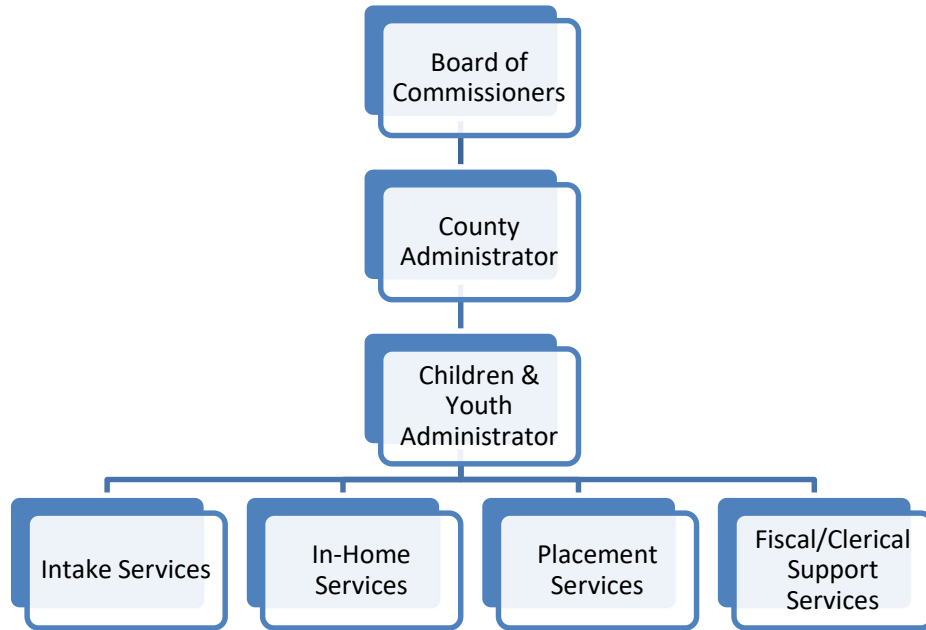 Board of
Commissioners
County
Administrator
Children &
Youth
Administrator
Intake Services
In-Home
Services
Placement
Services
Fiscal/Clerical
Support
Services